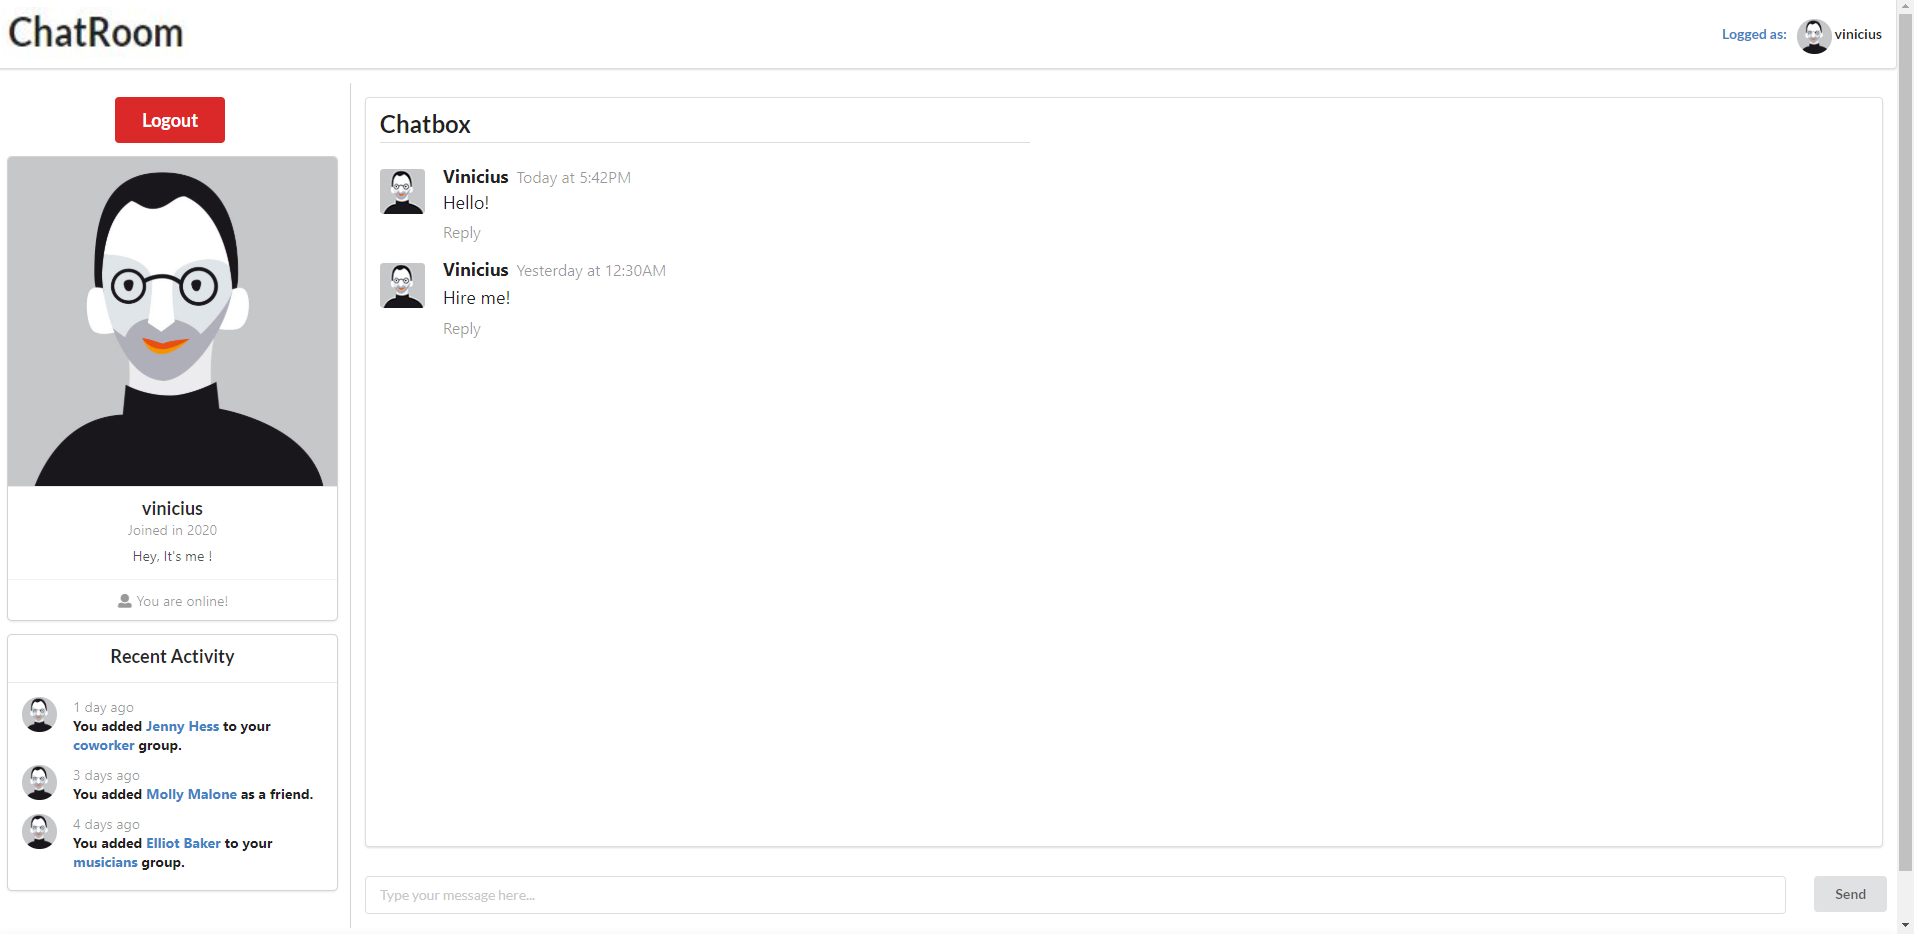 ChatRoom
Logged as: vinicius
Logout
vinicius
Joined in 2020
Hey, It's me !
You are online!
Recent Activity
1 day ago
You added Jenny Hess to your
coworker group.
3 days ago
You added Molly Malone as a friend.
4 days ago
You added Elliot Baker to your
musicians group.
Chatbox
Vinicius Today at 5:42PM
Hello!
Reply
Vinicius Yesterday at 12:30AM
Hire me!
Reply
Type your message here...
Send